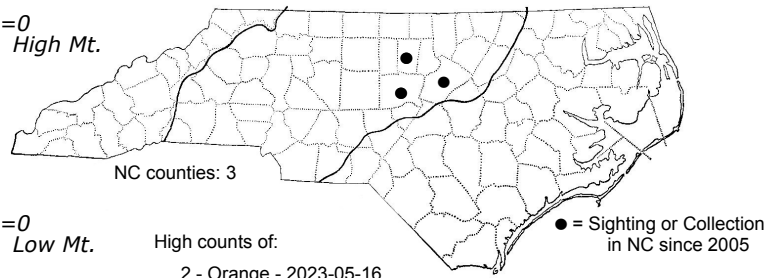 =0
High Mt.
NC counties: 3
=0
Low Mt.
High counts of:
2 - Orange - 2023-05-16
● = Sighting or Collection
in NC since 2005